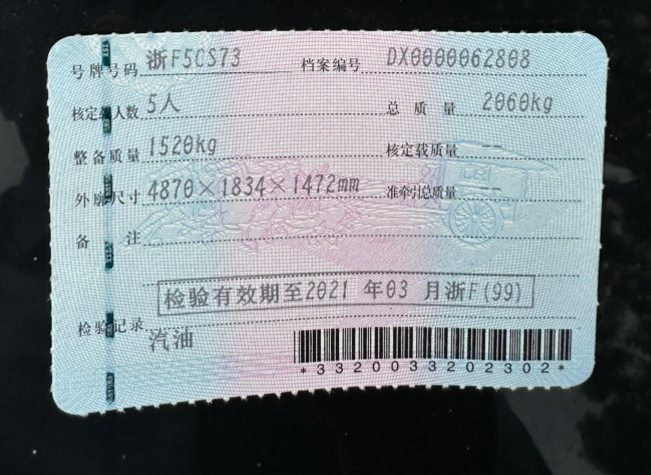 号牌号码 浙F5CS73 档案编号 DX0000062808
核定载人数 5人 总质量 2060kg
整备质量 1520kg 核定载质量 --
外廓尺寸 4870×1834×1472mm 准牵引总质量 --
备注
检验有效期至2021 年03 月浙F(99)
检验记录
汽油
*3320033202302*